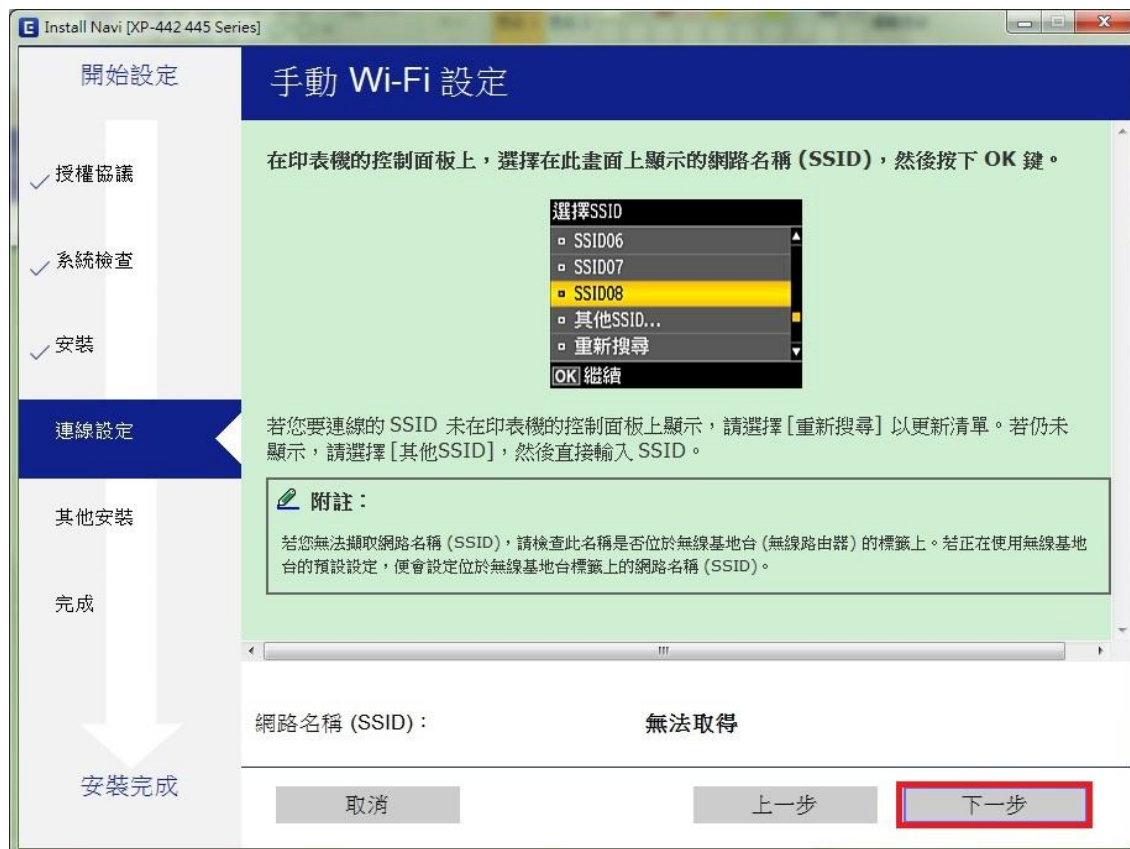 Install Navi [XP-442 445 Series]
開始設定
手動 Wi-Fi 設定
授權協議
系統檢查
安裝
連線設定
其他安裝
完成
安裝完成
在印表機的控制面板上，選擇在此畫面上顯示的網路名稱 (SSID)，然後按下 OK 鍵。
選擇SSID
SSID06
SSID07
SSID08
其他SSID...
重新搜尋
OK 繼續
若您要連線的 SSID 未在印表機的控制面板上顯示，請選擇 [重新搜尋] 以更新清單。若仍未
顯示，請選擇 [其他SSID]，然後直接輸入 SSID。
附註：
若您無法擷取網路名稱 (SSID)，請檢查此名稱是否位於無線基地台 (無線路由器) 的標籤上。若正在使用無線基地
台的預設設定，便會設定位於無線基地台標籤上的網路名稱 (SSID)。
網路名稱 (SSID)： 無法取得
取消 上一步 下一步